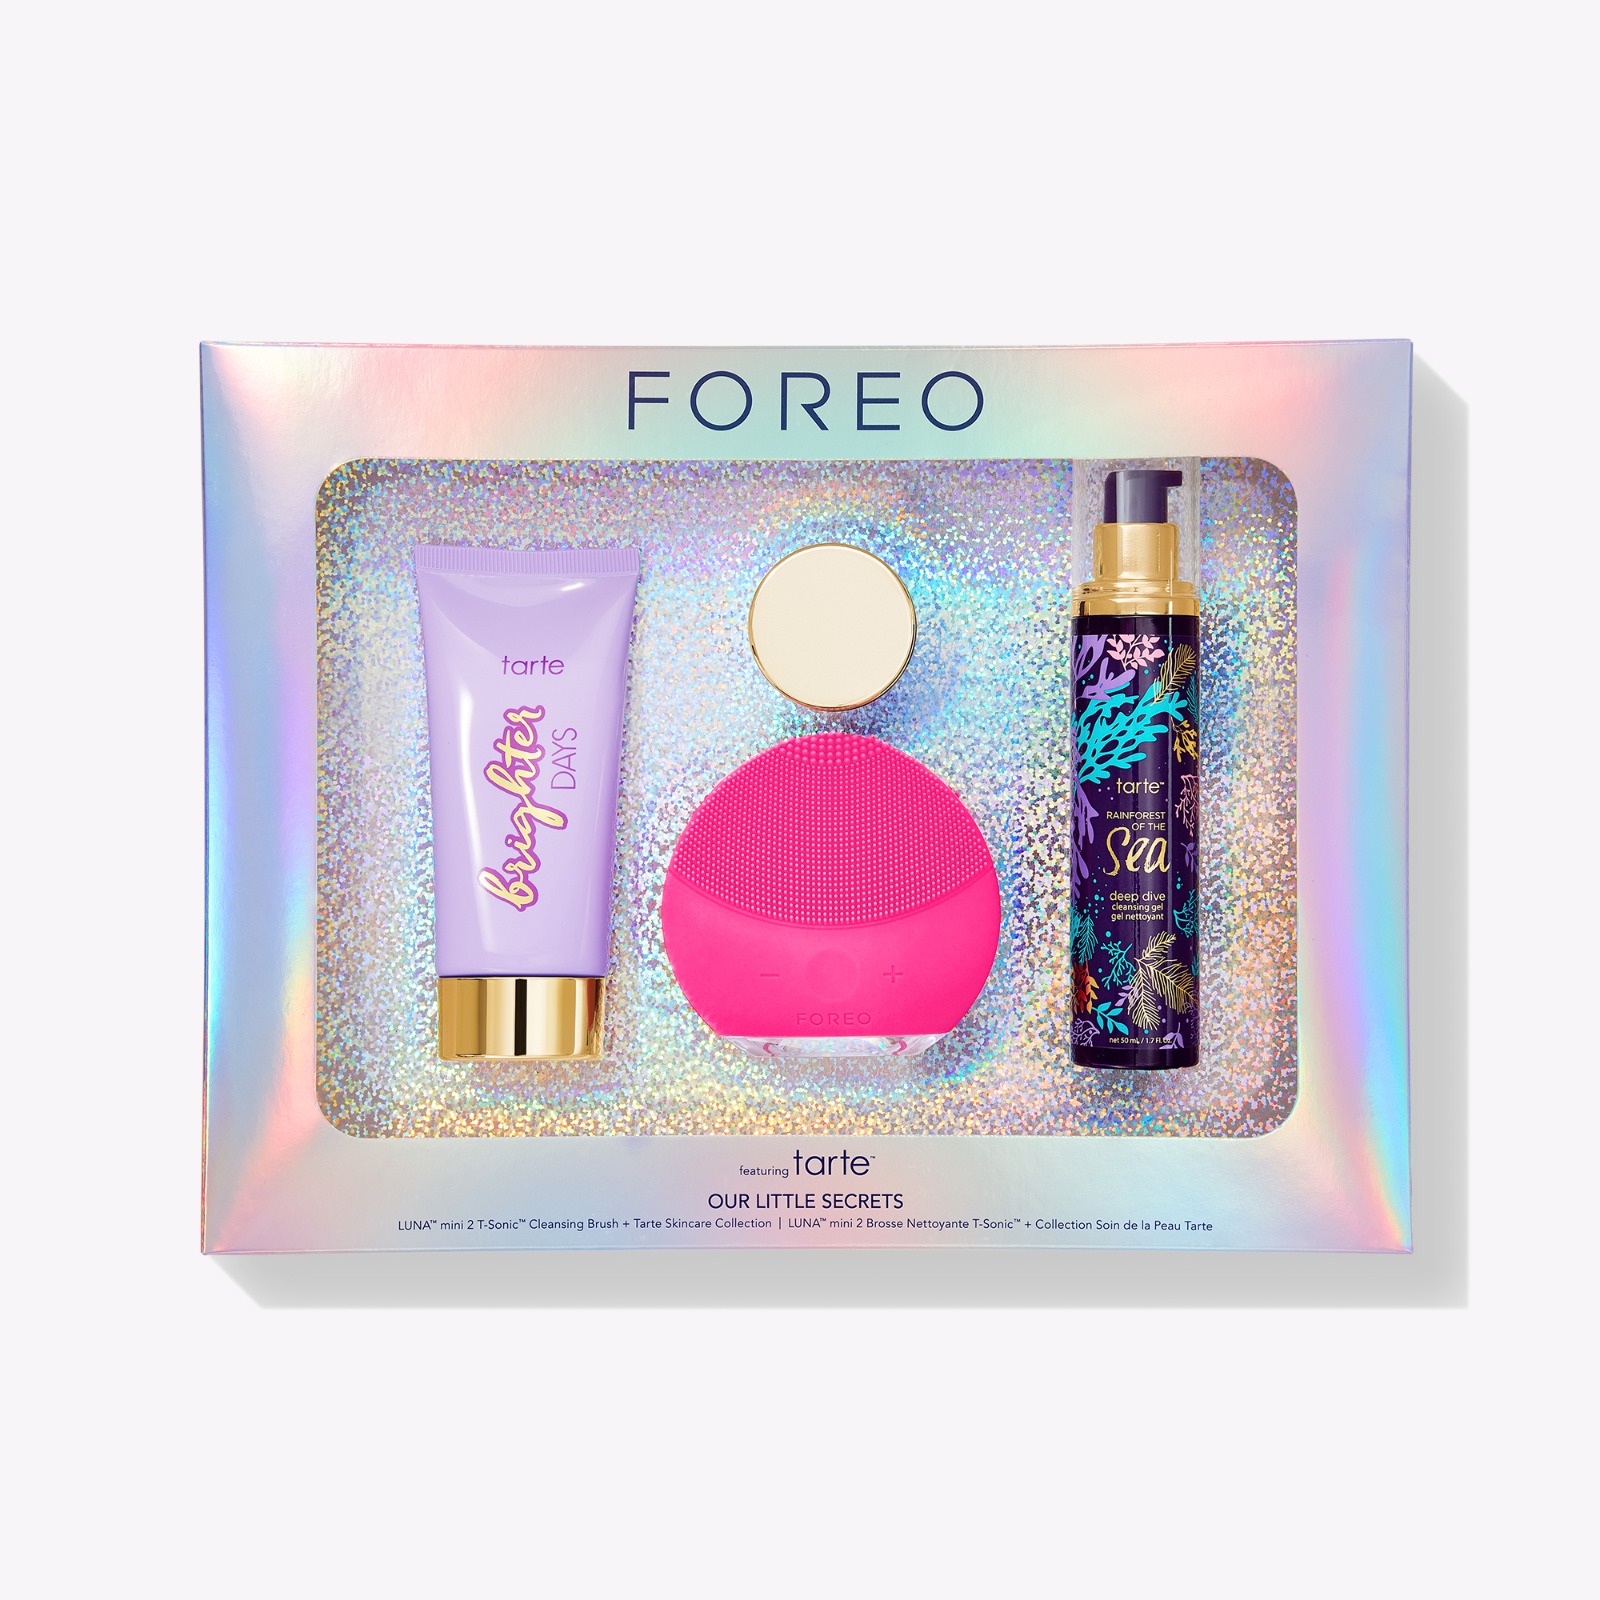 FOREO
tarte
brighter
DAYS
FOREO
tarte™
RAINFOREST
OF THE
Sea
deep dive
cleansing gel
gel nettoyant
net 50 mL / 1.7 FL OZ
featuring tarte™
OUR LITTLE SECRETS
LUNA™ mini 2 T-Sonic™ Cleansing Brush + Tarte Skincare Collection | LUNA™ mini 2 Brosse Nettoyante T-Sonic™ + Collection Soin de la Peau Tarte